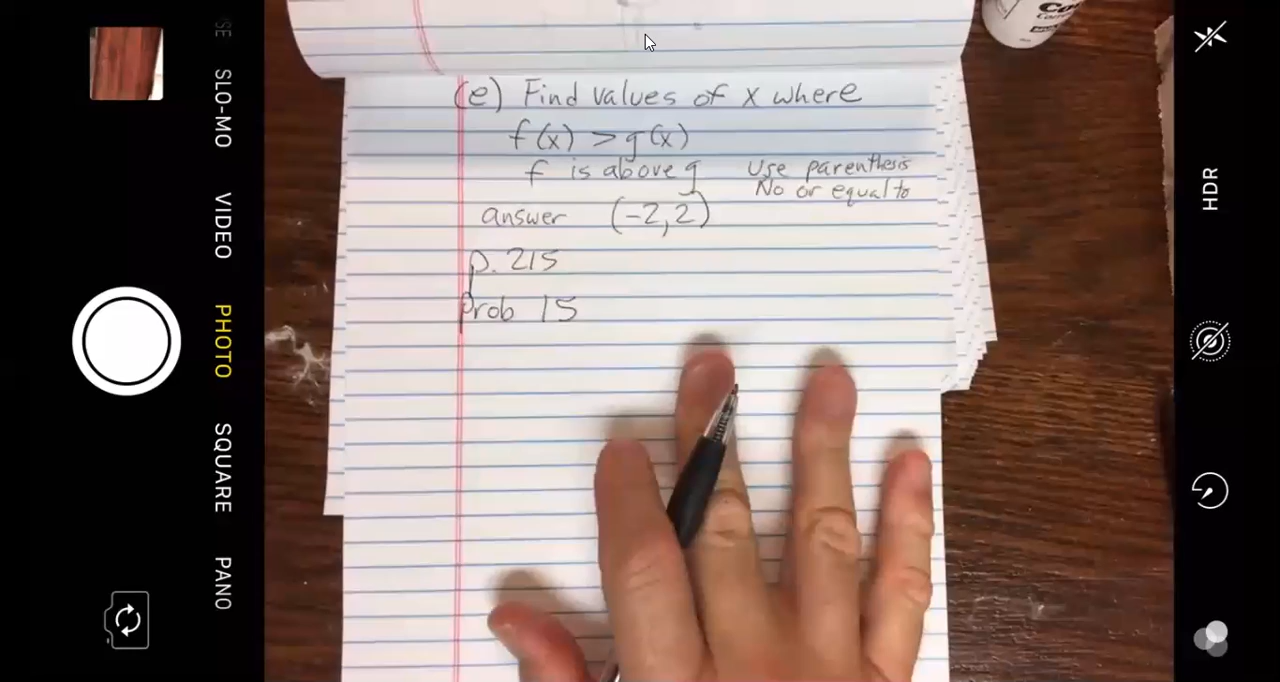 (e) Find values of x where
f(x) > g(x)
f is above g
Use parenthesis
No or equal to
answer (-2,2)
p. 215
Prob 15
SLO-MO
VIDEO
PHOTO
SQUARE
PANO
HDR